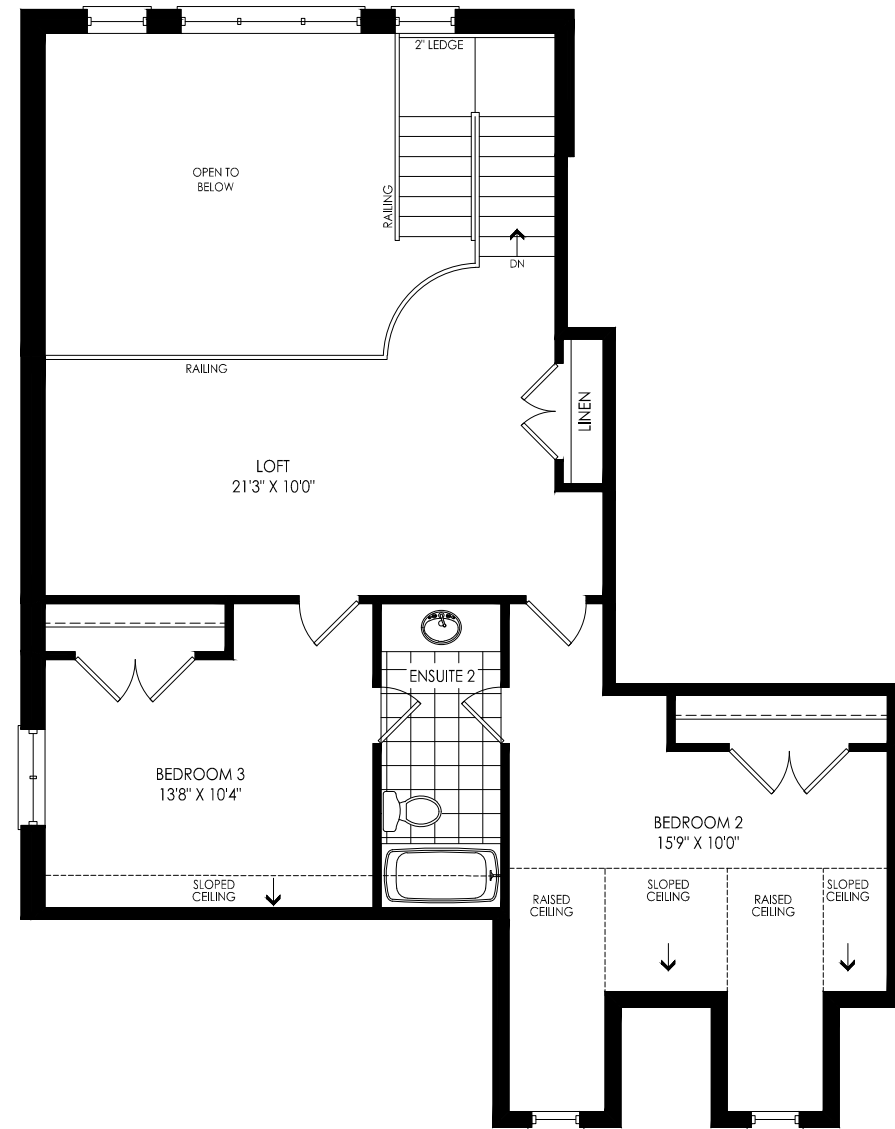 2" LEDGE
OPEN TO
BELOW
RAILING
DN
RAILING
LINEN
LOFT
21'3" X 10'0"
ENSUITE 2
BEDROOM 3
13'8" X 10'4"
BEDROOM 2
15'9" X 10'0"
SLOPED
CEILING
RAISED
CEILING
SLOPED
CEILING
RAISED
CEILING
SLOPED
CEILING